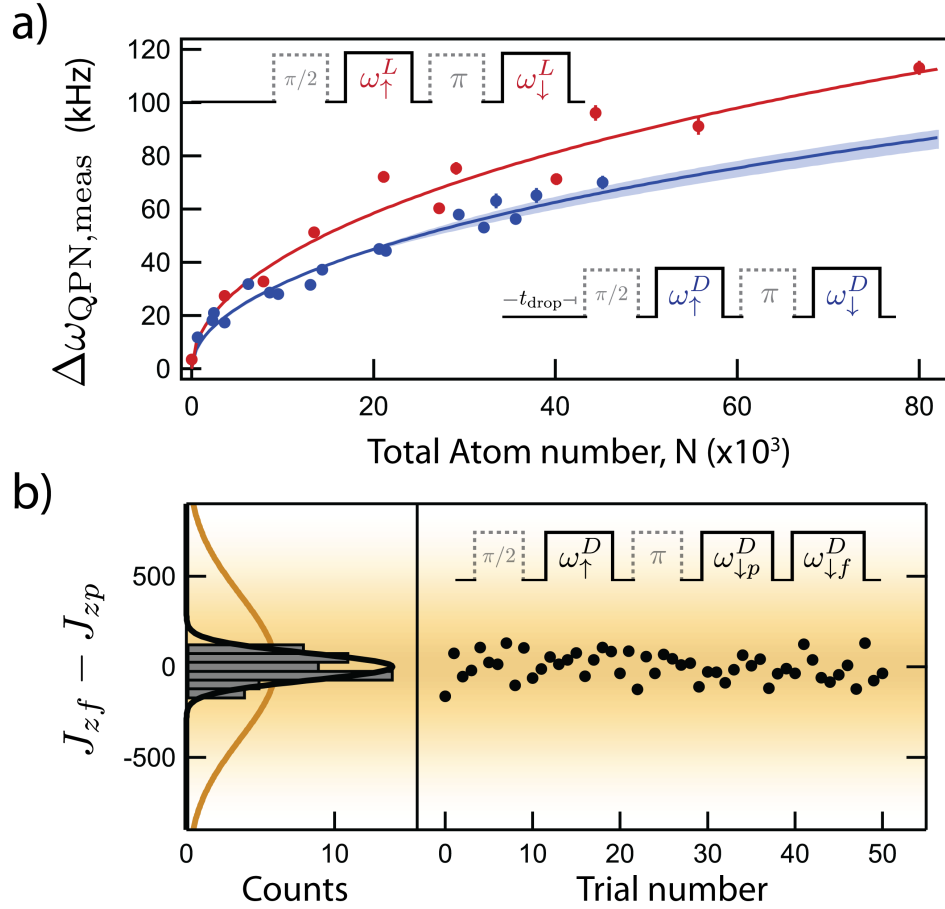 a)
120
100
80
60
40
20
0
Δω_QPN,meas (kHz)
π/2 ω↑^L π ω↓^L
–t_drop– π/2 ω↑^D π ω↓^D
0 20 40 60 80
Total Atom number, N (x10³)
b)
500
0
-500
J_zf − J_zp
π/2 ω↑^D π ω↓p^D ω↓f^D
0 10
0 10 20 30 40 50
Counts
Trial number